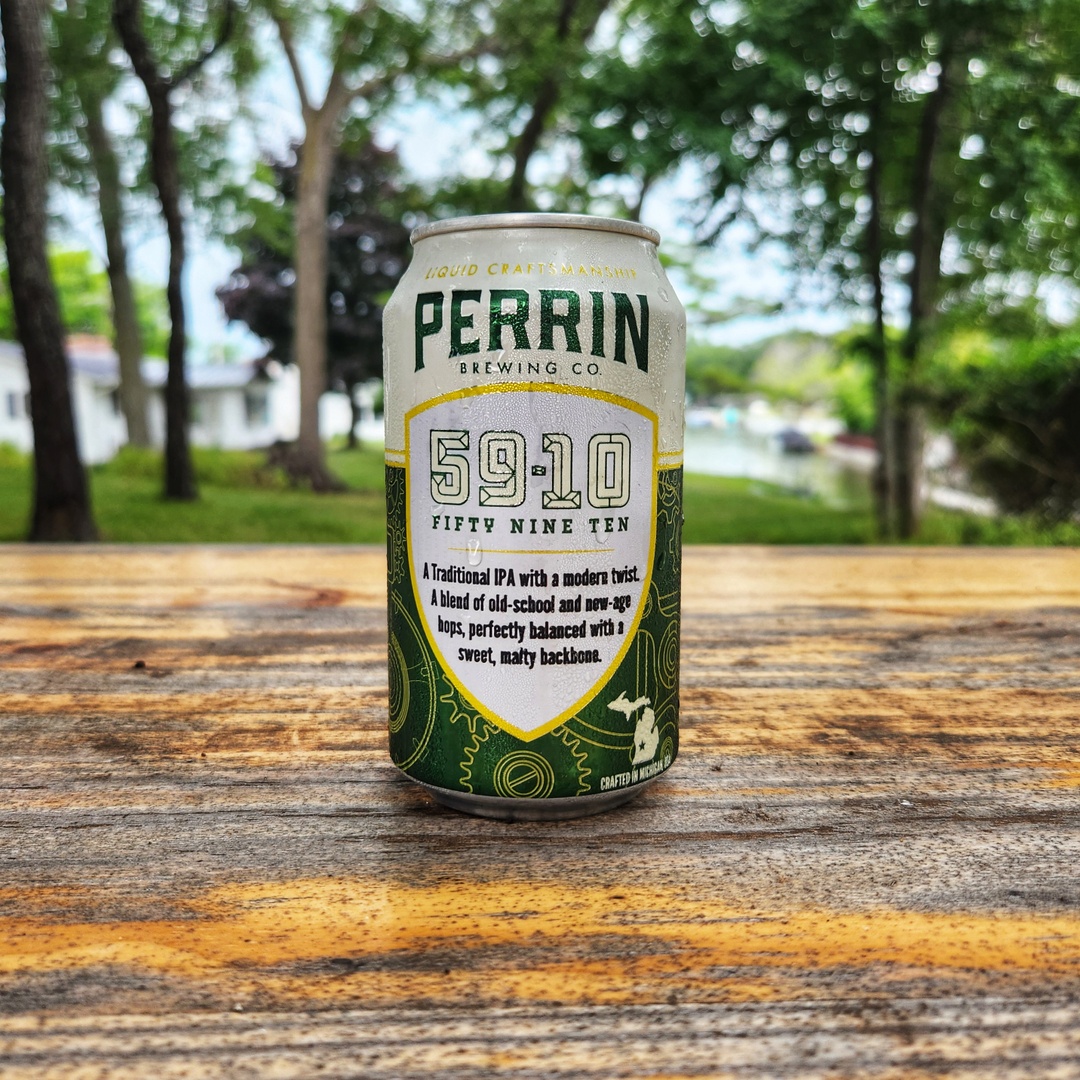 LIQUID CRAFTSMANSHIP
PERRIN
BREWING CO.
59-10
FIFTY NINE TEN
A Traditional IPA with a modern twist.
A blend of old-school and new-age
hops, perfectly balanced with a
sweet, malty backbone.
CRAFTED IN MICHIGAN, USA